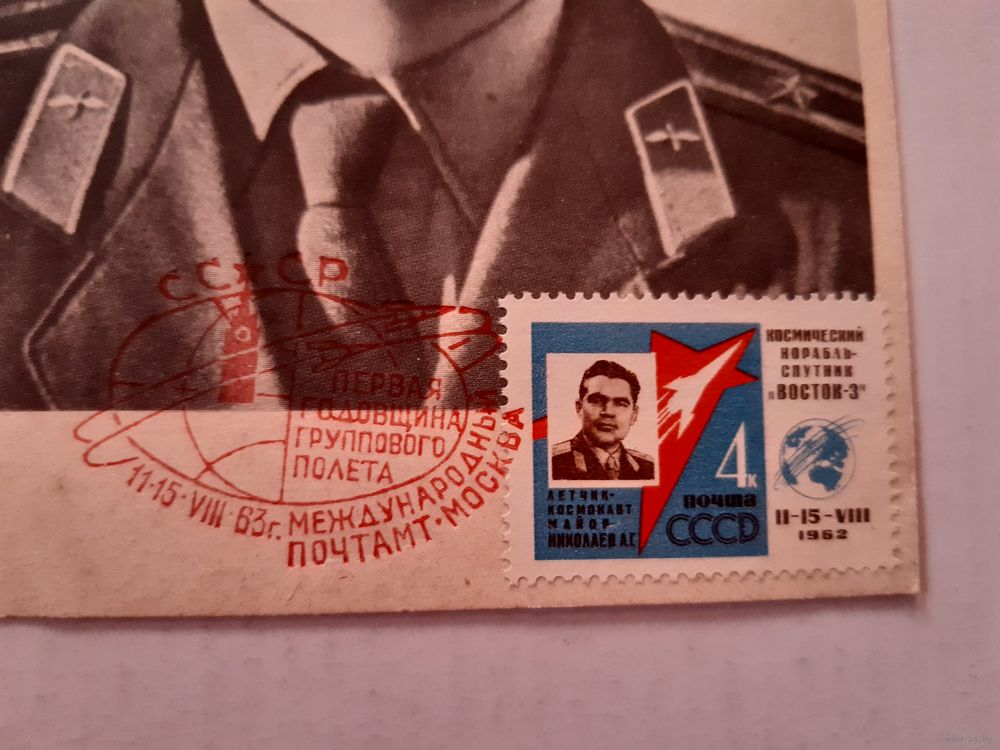 СССР
ПЕРВАЯ
ГОДОВЩИНА
ГРУППОВОГО
ПОЛЕТА
11·15·VIII·63г. МЕЖДУНАРОДНЫЙ
ПОЧТАМТ·МОСКВА
КОСМИЧЕСКИЙ
КОРАБЛЬ-
СПУТНИК
„ВОСТОК-3"
4к
ПОЧТА
СССР
ЛЕТЧИК-
КОСМОНАВТ
МАЙОР
НИКОЛАЕВ А.Г.
11-15-VIII
1962